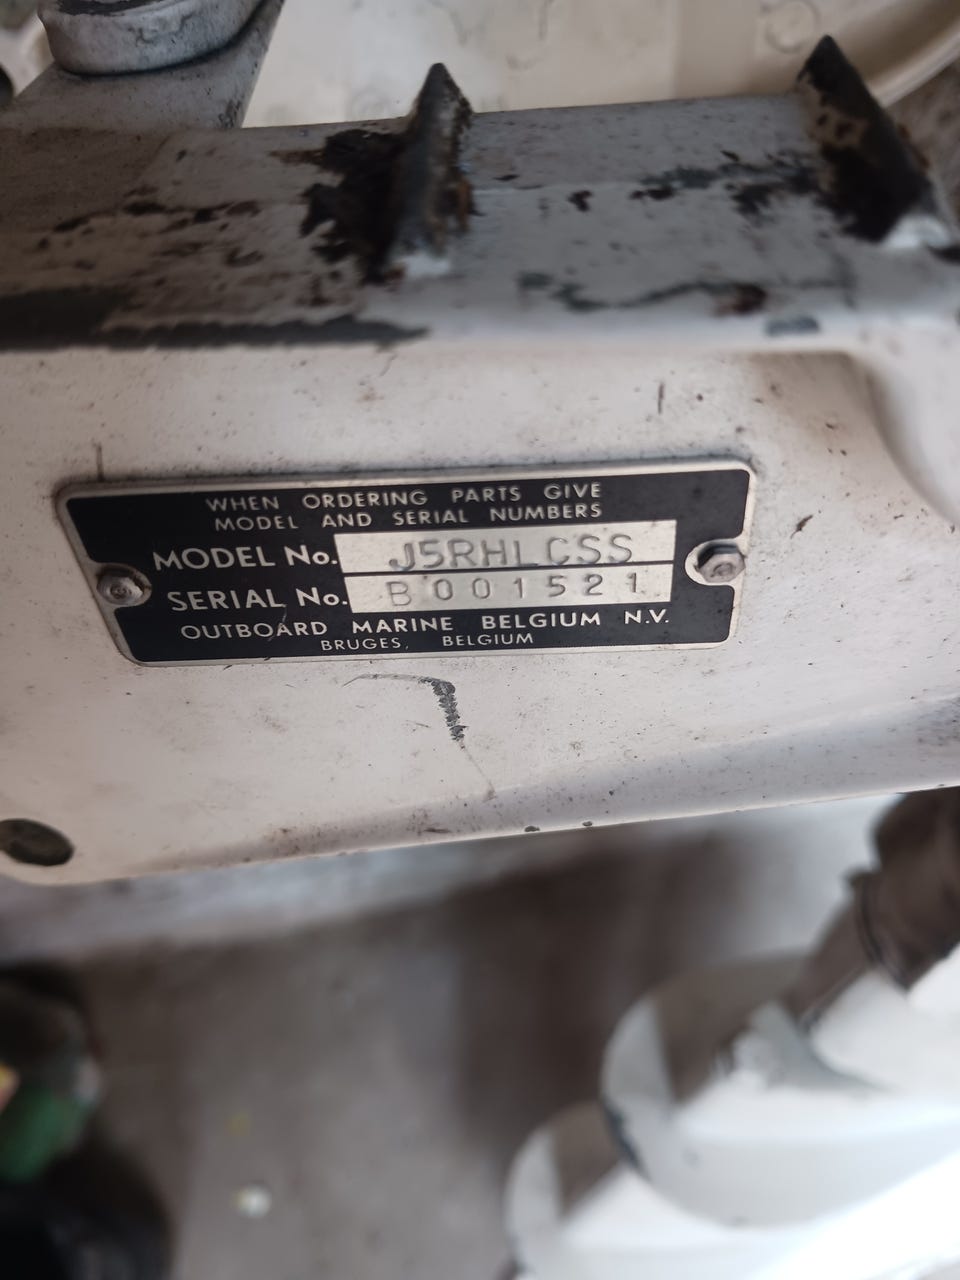 WHEN ORDERING PARTS GIVE
MODEL AND SERIAL NUMBERS
MODEL No. J5RHLCSS
SERIAL No. B001521
OUTBOARD MARINE BELGIUM N.V.
BRUGES, BELGIUM